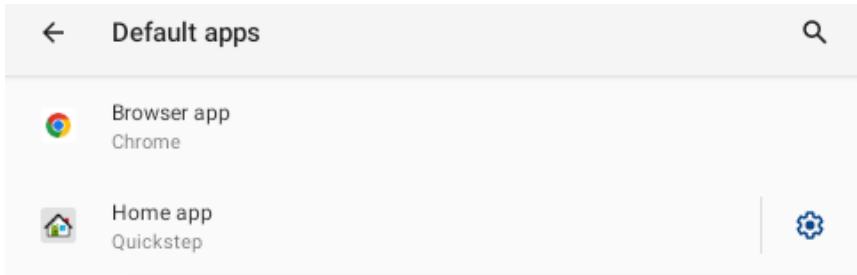 Default apps
Browser app
Chrome
Home app
Quickstep